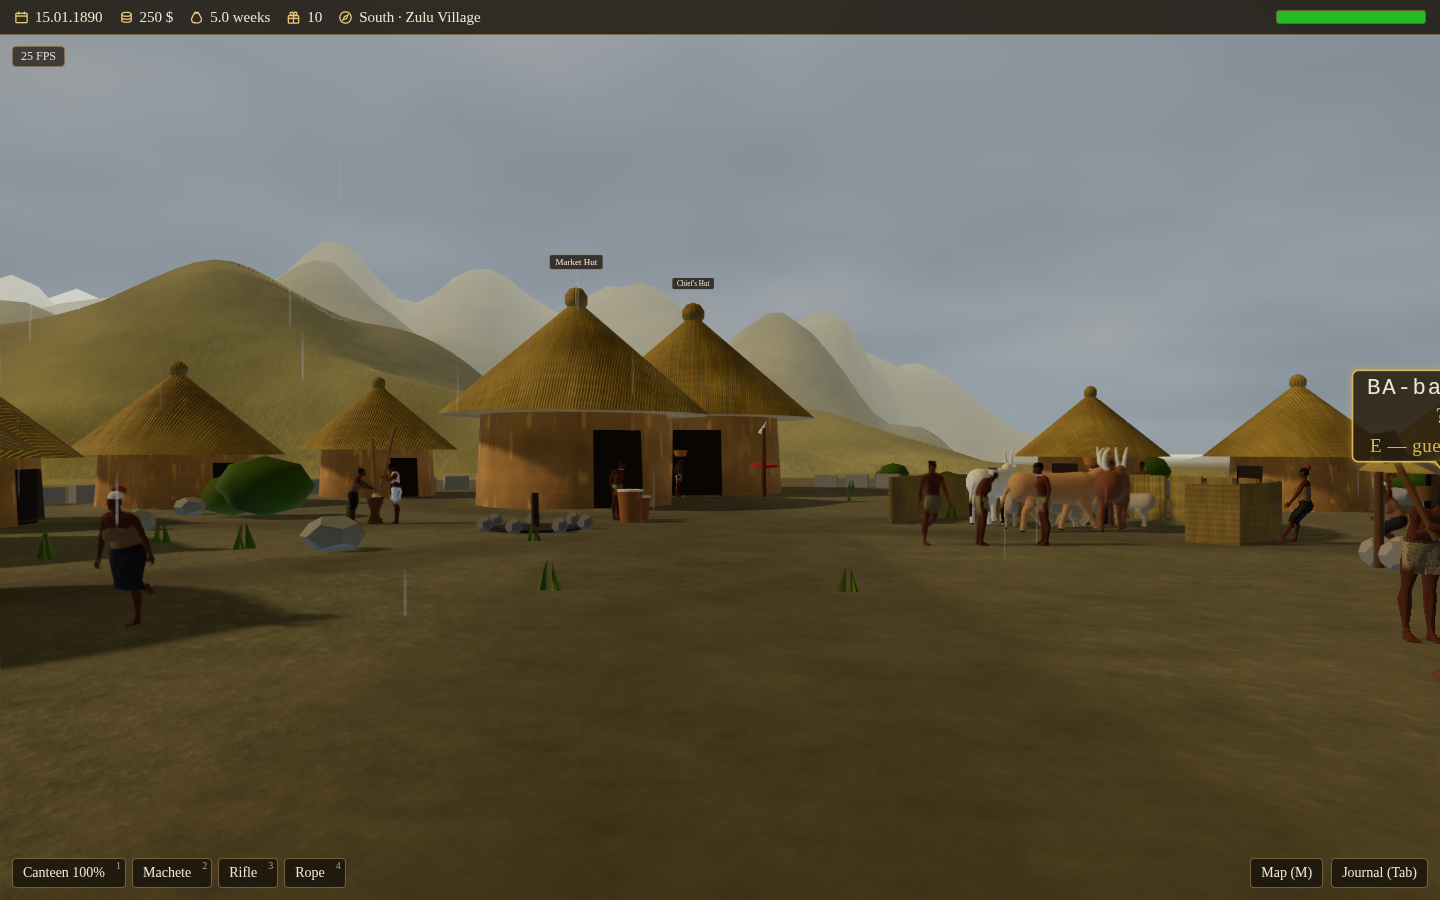 15.01.1890 250 $ 5.0 weeks 10 South · Zulu Village
25 FPS
Market Hut
Chief's Hut
BA-ba
?
E — gue
Canteen 100% 1 Machete 2 Rifle 3 Rope 4 Map (M) Journal (Tab)